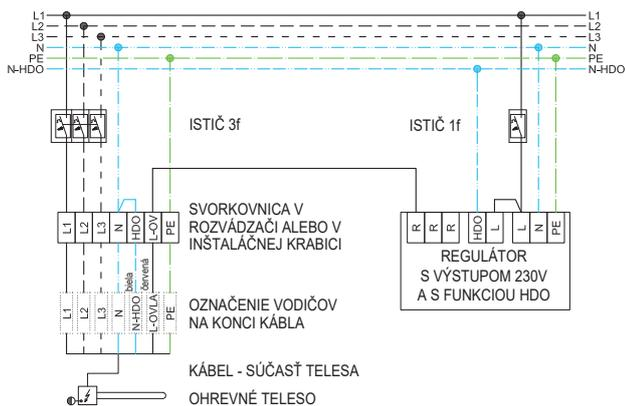 L1 L1
L2 L2
L3 L3
N N
PE PE
N-HDO N-HDO
ISTIČ 3f ISTIČ 1f
L1 L2 L3 N HDO L-OV PE
SVORKOVNICA V
ROZVÁDZAČI ALEBO V
INŠTALÁČNEJ KRABICI
R R R HDO L L N PE
REGULÁTOR
S VÝSTUPOM 230V
A S FUNKCIOU HDO
biela červená
L1 L2 L3 N N-HDO L-OVLA PE
OZNAČENIE VODIČOV
NA KONCI KÁBLA
KÁBEL - SÚČASŤ TELESA
OHREVNÉ TELESO